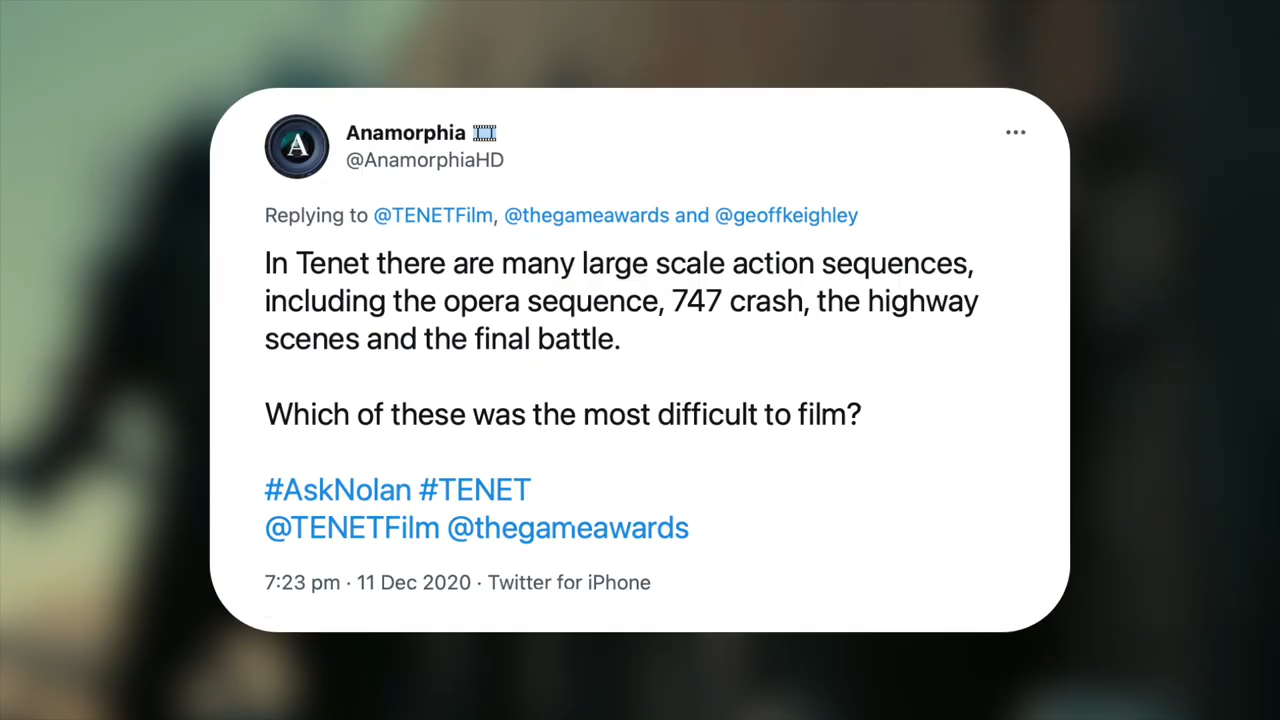 Anamorphia 🎞️
@AnamorphiaHD
Replying to @TENETFilm, @thegameawards and @geoffkeighley
In Tenet there are many large scale action sequences,
including the opera sequence, 747 crash, the highway
scenes and the final battle.
Which of these was the most difficult to film?
#AskNolan #TENET
@TENETFilm @thegameawards
7:23 pm · 11 Dec 2020 · Twitter for iPhone